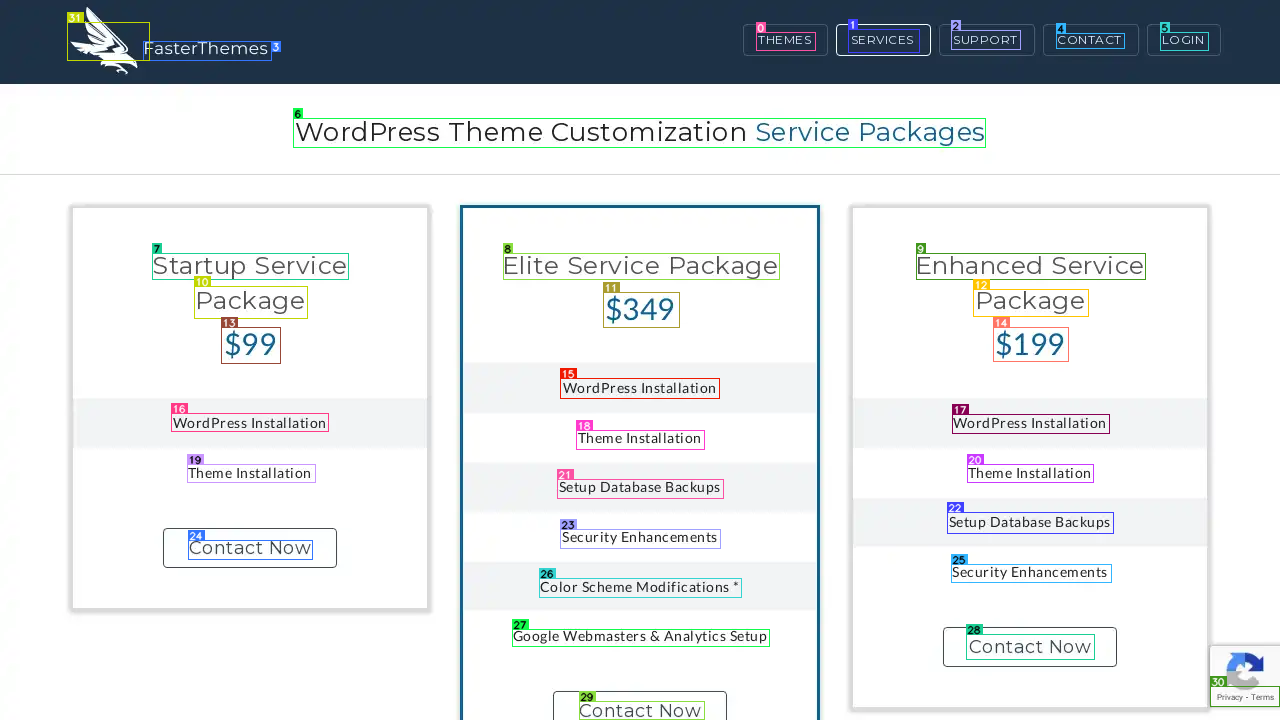 FasterThemes
THEMES
SERVICES
SUPPORT
CONTACT
LOGIN
WordPress Theme Customization Service Packages
Startup Service
Package
$99
WordPress Installation
Theme Installation
Contact Now
Elite Service Package
$349
WordPress Installation
Theme Installation
Setup Database Backups
Security Enhancements
Color Scheme Modifications *
Google Webmasters & Analytics Setup
Contact Now
Enhanced Service
Package
$199
WordPress Installation
Theme Installation
Setup Database Backups
Security Enhancements
Contact Now
Privacy - Terms
31
3
0
1
2
4
5
6
7
8
9
10
11
12
13
14
15
16
17
18
19
20
21
22
23
24
25
26
27
28
29
30